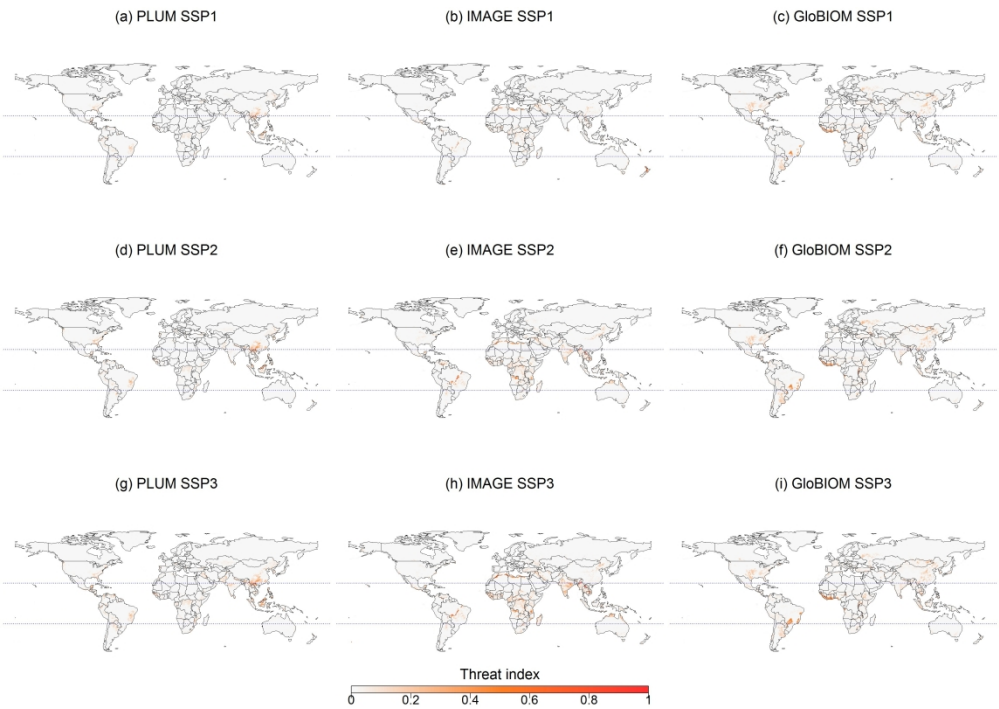 (a) PLUM SSP1
(b) IMAGE SSP1
(c) GloBIOM SSP1
(d) PLUM SSP2
(e) IMAGE SSP2
(f) GloBIOM SSP2
(g) PLUM SSP3
(h) IMAGE SSP3
(i) GloBIOM SSP3
Threat index
0 0.2 0.4 0.6 0.8 1